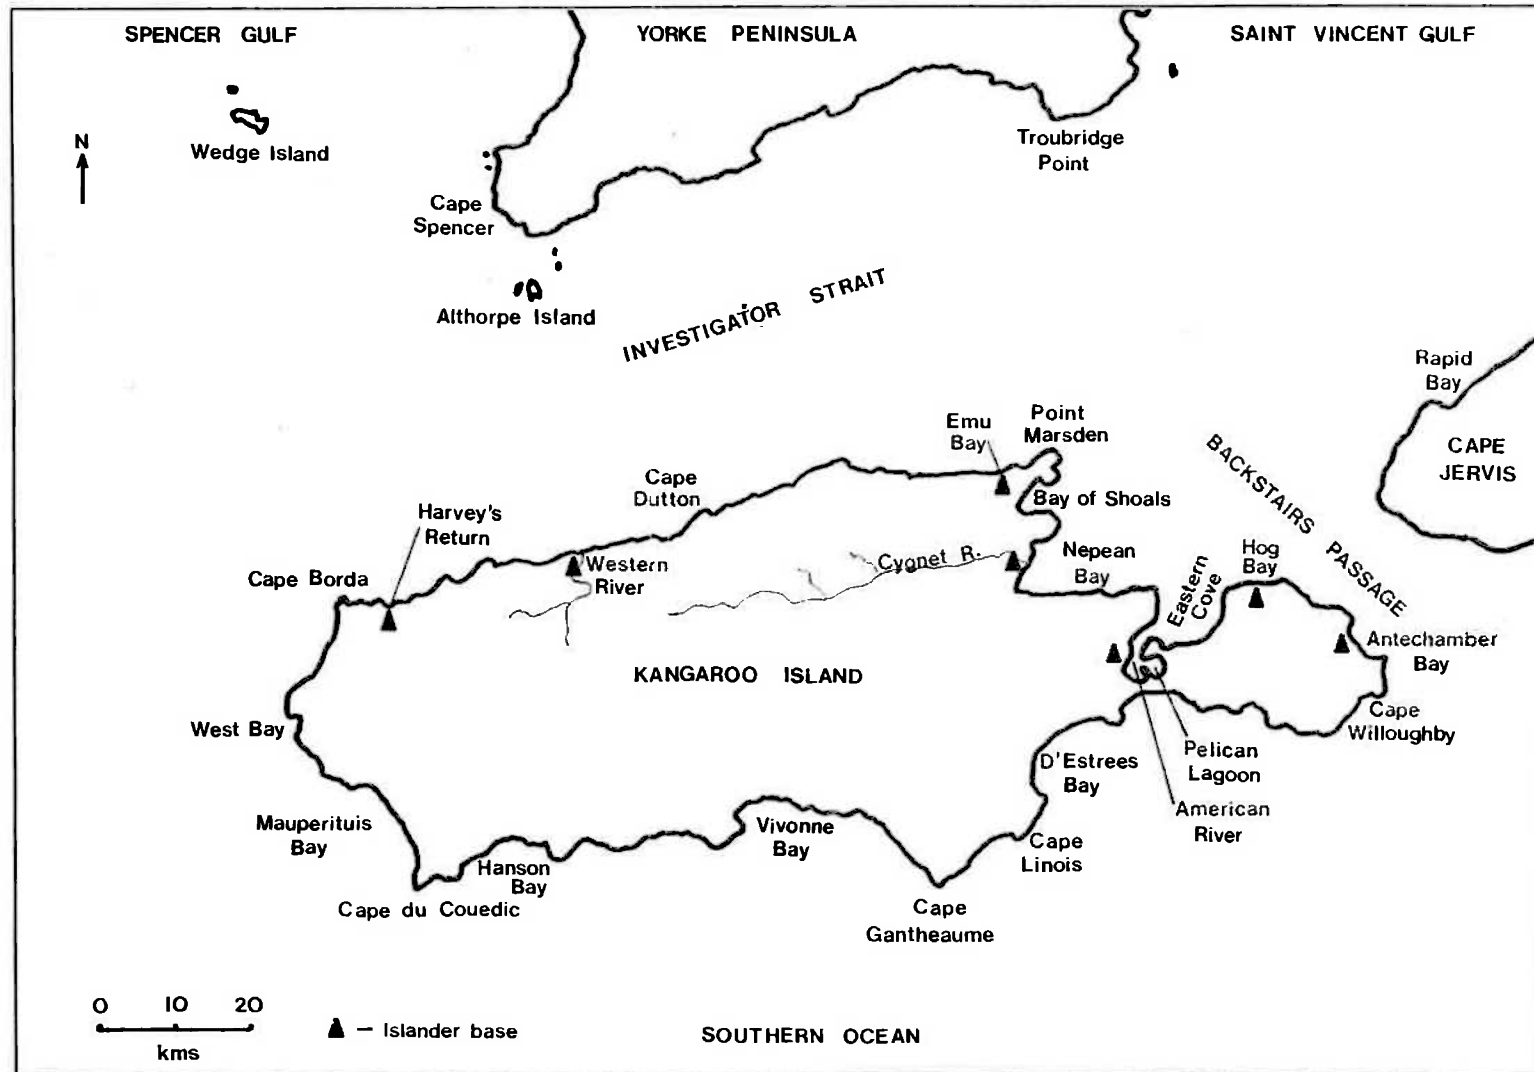 SPENCER GULF
YORKE PENINSULA
SAINT VINCENT GULF
N
Wedge Island
Troubridge
Point
Cape
Spencer
Althorpe Island
INVESTIGATOR STRAIT
Rapid
Bay
CAPE
JERVIS
BACKSTAIRS PASSAGE
Emu
Bay
Point
Marsden
Cape
Dutton
Bay of Shoals
Harvey's
Return
Cape Borda
Western
River
Cygnet R.
Nepean
Bay
Eastern
Cove
Hog
Bay
Antechamber
Bay
KANGAROO ISLAND
West Bay
Cape
Willoughby
Pelican
Lagoon
D'Estrees
Bay
American
River
Mauperituis
Bay
Vivonne
Bay
Cape
Linois
Hanson
Bay
Cape du Couedic
Cape
Gantheaume
0 10 20
kms
– Islander base
SOUTHERN OCEAN